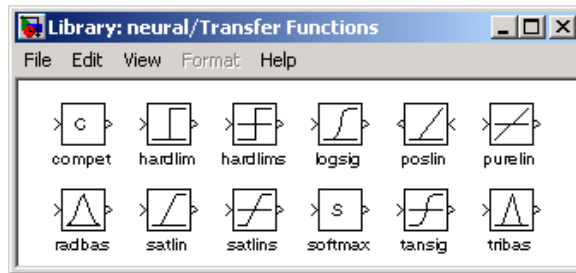 Library: neural/Transfer Functions
File Edit View Format Help
C
compet hardlim hardlims logsig poslin purelin
S
radbas satlin satlins softmax tansig tribas